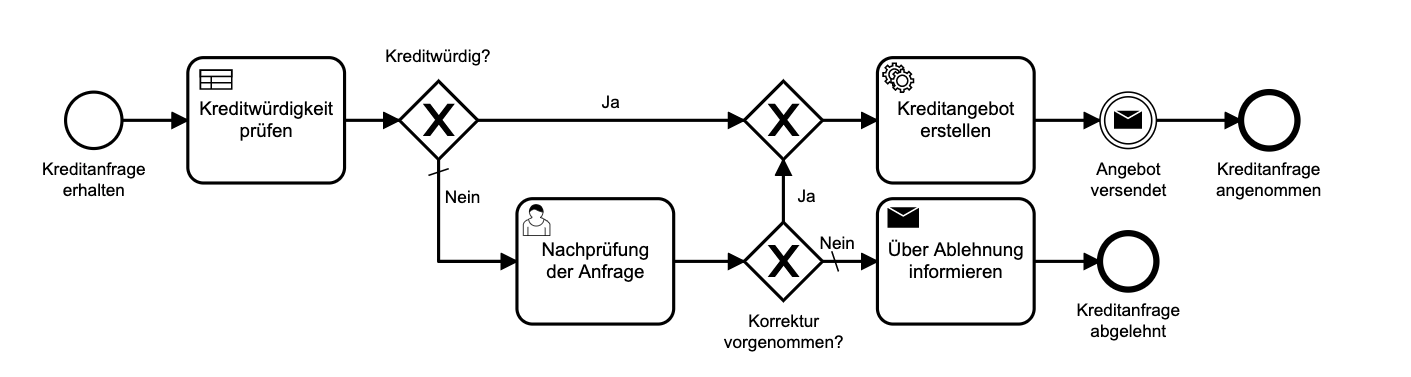 Kreditwürdig?
Kreditwürdigkeit
prüfen
Ja
Kreditangebot
erstellen
Kreditanfrage
erhalten
Angebot
versendet
Kreditanfrage
angenommen
Nein
Ja
Nachprüfung
der Anfrage
Nein
Über Ablehnung
informieren
Korrektur
vorgenommen?
Kreditanfrage
abgelehnt